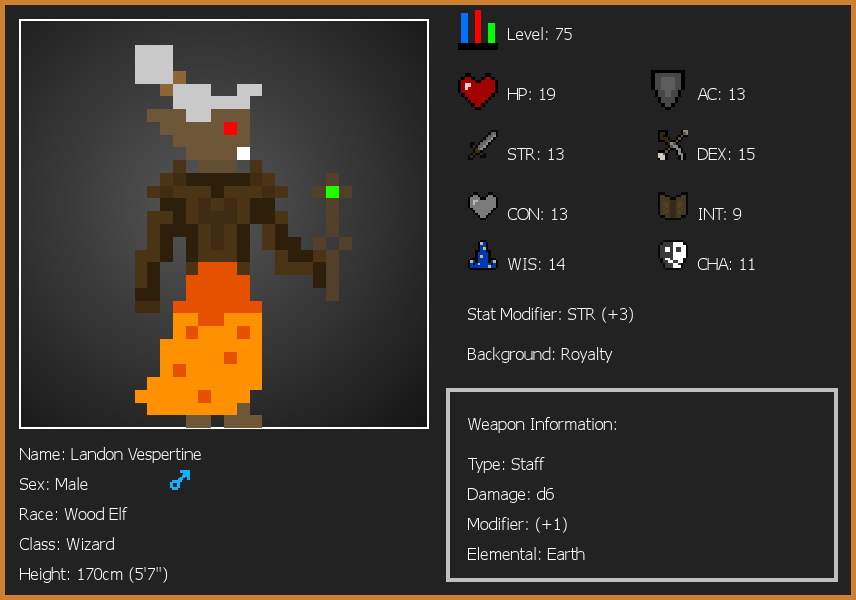 Level: 75
HP: 19
AC: 13
STR: 13
DEX: 15
CON: 13
INT: 9
WIS: 14
CHA: 11
Stat Modifier: STR (+3)
Background: Royalty
Weapon Information:
Type: Staff
Damage: d6
Modifier: (+1)
Elemental: Earth
Name: Landon Vespertine
Sex: Male
Race: Wood Elf
Class: Wizard
Height: 170cm (5'7")